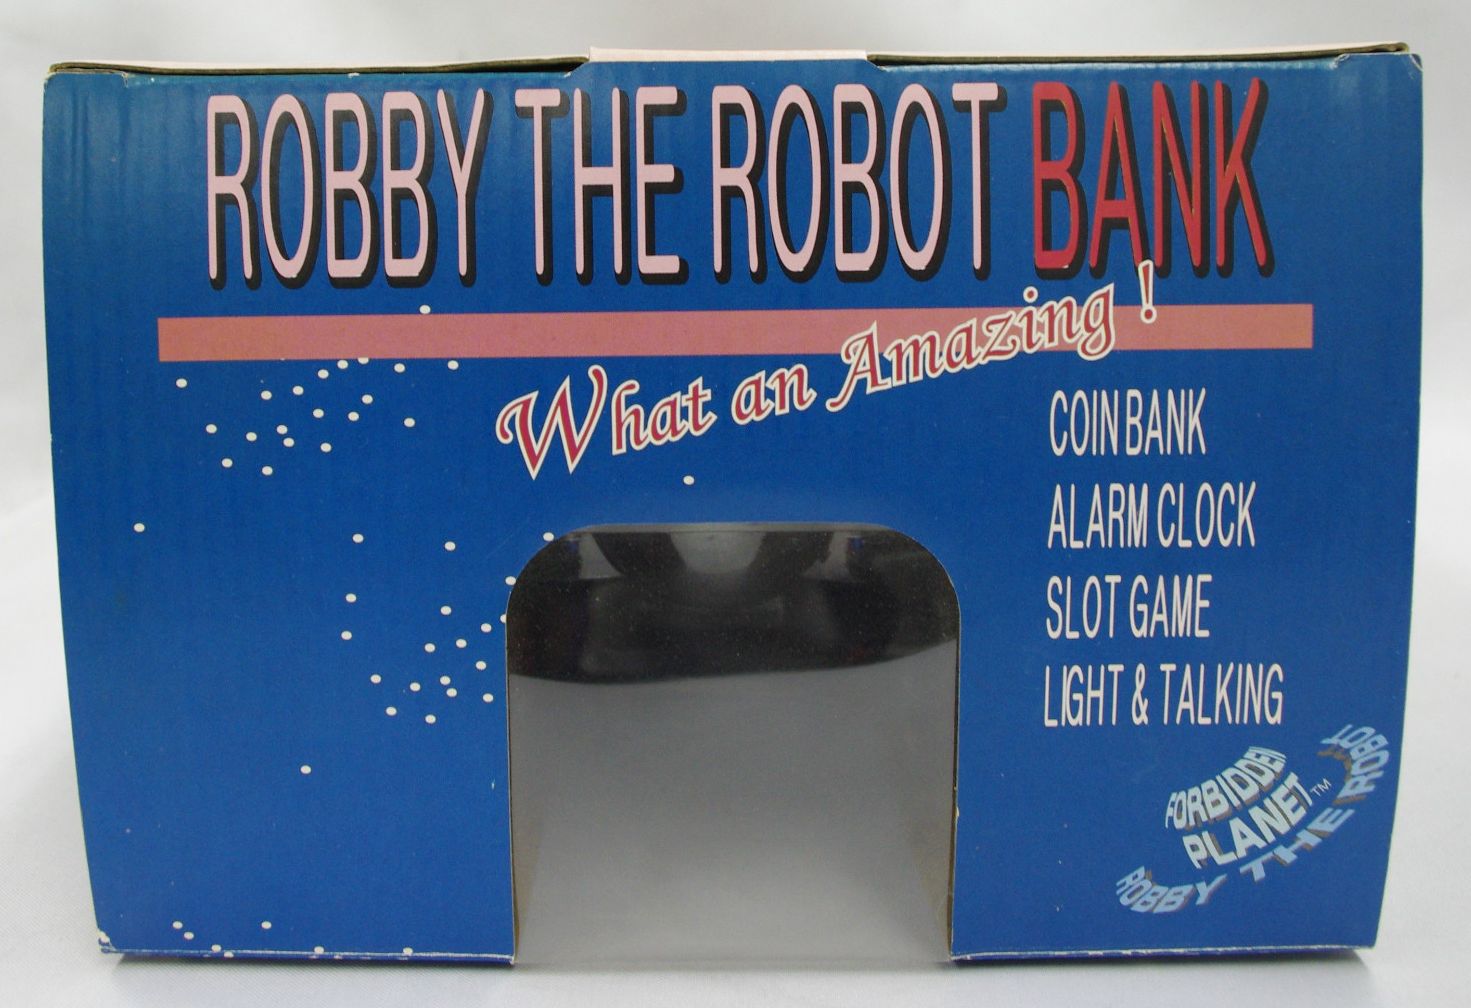 ROBBY THE ROBOT BANK
What an Amazing!
COIN BANK
ALARM CLOCK
SLOT GAME
LIGHT & TALKING
FORBIDDEN
PLANET™
ROBBY THE ROBOT